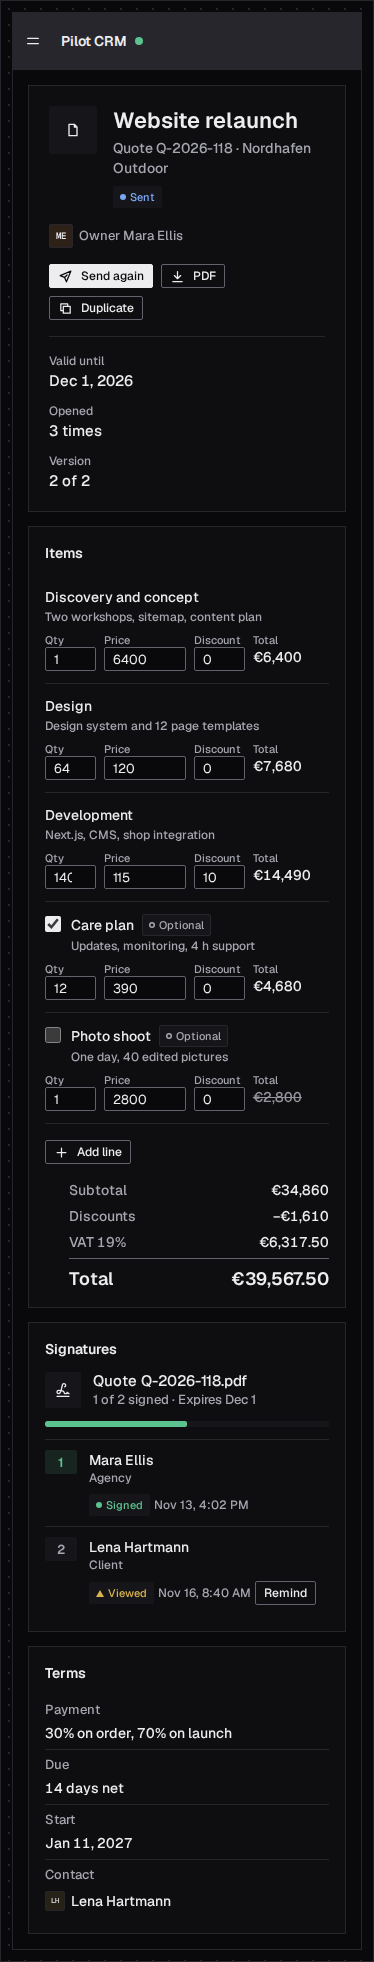 Pilot CRM
Website relaunch
Quote Q-2026-118 · Nordhafen
Outdoor
Sent
ME Owner Mara Ellis
Send again PDF
Duplicate
Valid until
Dec 1, 2026
Opened
3 times
Version
2 of 2
Items
Discovery and concept
Two workshops, sitemap, content plan
Qty Price Discount Total
1 6400 0 €6,400
Design
Design system and 12 page templates
Qty Price Discount Total
64 120 0 €7,680
Development
Next.js, CMS, shop integration
Qty Price Discount Total
140 115 10 €14,490
Care plan Optional
Updates, monitoring, 4 h support
Qty Price Discount Total
12 390 0 €4,680
Photo shoot Optional
One day, 40 edited pictures
Qty Price Discount Total
1 2800 0 €2,800
Add line
Subtotal €34,860
Discounts −€1,610
VAT 19% €6,317.50
Total €39,567.50
Signatures
Quote Q-2026-118.pdf
1 of 2 signed · Expires Dec 1
1 Mara Ellis
Agency
Signed Nov 13, 4:02 PM
2 Lena Hartmann
Client
Viewed Nov 16, 8:40 AM Remind
Terms
Payment
30% on order, 70% on launch
Due
14 days net
Start
Jan 11, 2027
Contact
LH Lena Hartmann